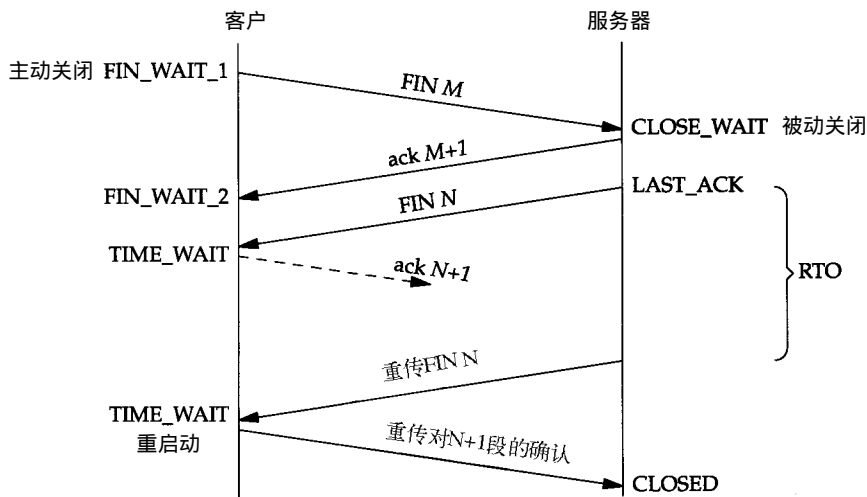 客户
服务器
主动关闭 FIN_WAIT_1
FIN M
CLOSE_WAIT 被动关闭
ack M+1
FIN_WAIT_2
LAST_ACK
FIN N
TIME_WAIT
ack N+1
RTO
重传FIN N
TIME_WAIT
重启动
重传对N+1段的确认
CLOSED